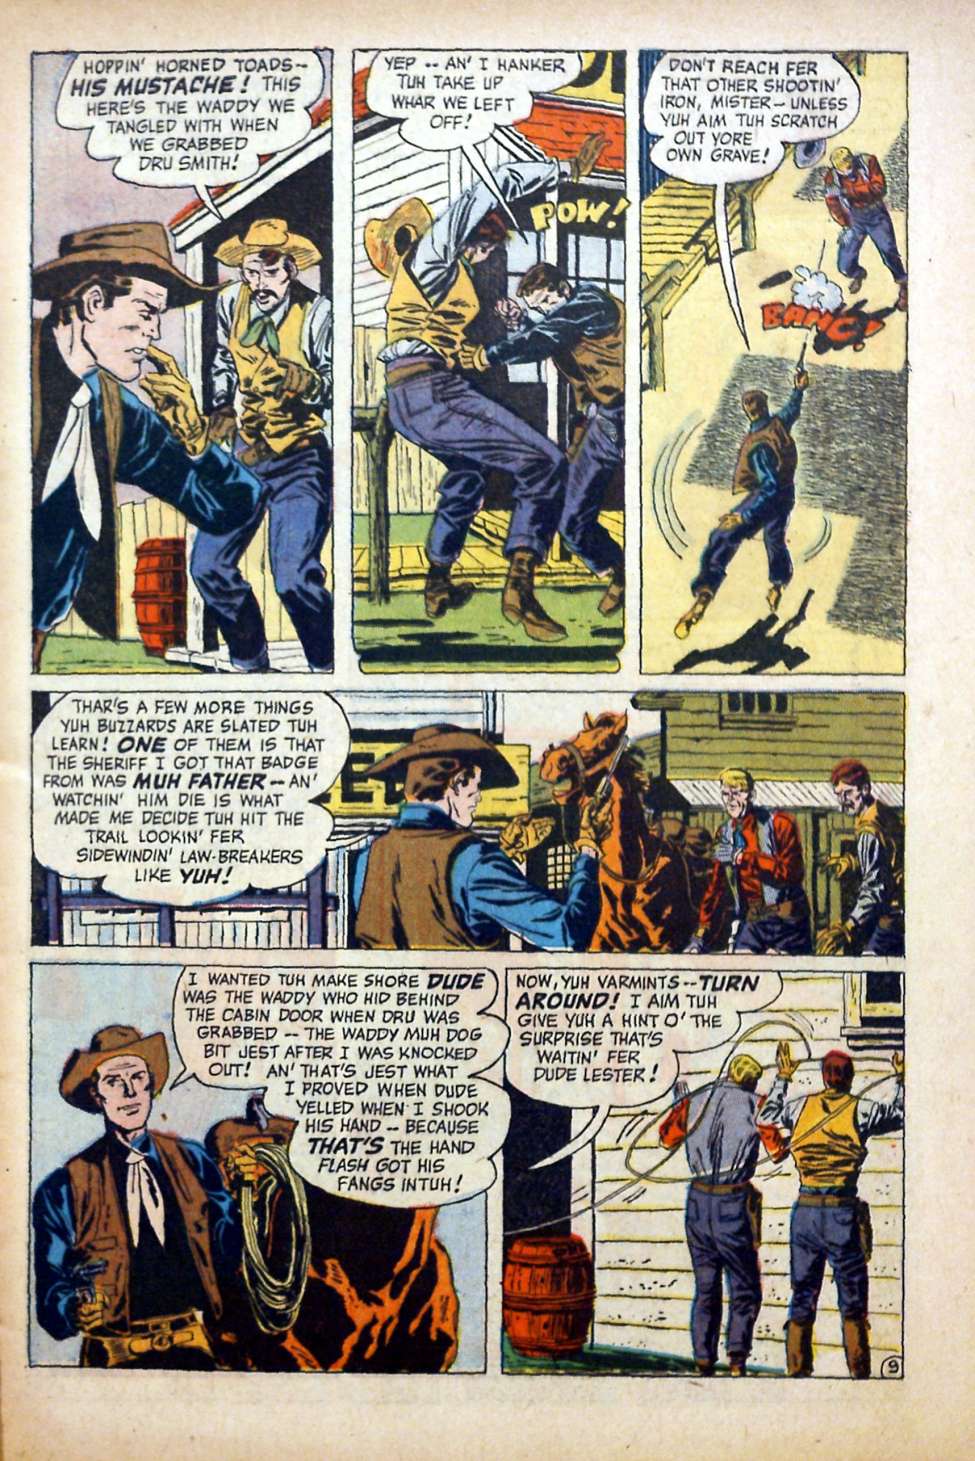 HOPPIN' HORNED TOADS--
HIS MUSTACHE! THIS
HERE'S THE WADDY WE
TANGLED WITH WHEN
WE GRABBED
DRU SMITH!
YEP -- AN' I HANKER
TUH TAKE UP
WHAR WE LEFT
OFF!
POW!
DON'T REACH FER
THAT OTHER SHOOTIN'
IRON, MISTER-- UNLESS
YUH AIM TUH SCRATCH
OUT YORE
OWN GRAVE!
BANG!
THAR'S A FEW MORE THINGS
YUH BUZZARDS ARE SLATED TUH
LEARN! ONE OF THEM IS THAT
THE SHERIFF I GOT THAT BADGE
FROM WAS MUH FATHER-- AN'
WATCHIN' HIM DIE IS WHAT
MADE ME DECIDE TUH HIT THE
TRAIL LOOKIN' FER
SIDEWINDIN' LAW-BREAKERS
LIKE YUH!
I WANTED TUH MAKE SHORE DUDE
WAS THE WADDY WHO HID BEHIND
THE CABIN DOOR WHEN DRU WAS
GRABBED -- THE WADDY MUH DOG
BIT JEST AFTER I WAS KNOCKED
OUT! AN' THAT'S JEST WHAT
I PROVED WHEN DUDE
YELLED WHEN I SHOOK
HIS HAND -- BECAUSE
THAT'S THE HAND
FLASH GOT HIS
FANGS INTUH!
NOW, YUH VARMINTS -- TURN
AROUND! I AIM TUH
GIVE YUH A HINT O' THE
SURPRISE THAT'S
WAITIN' FER
DUDE LESTER!
9